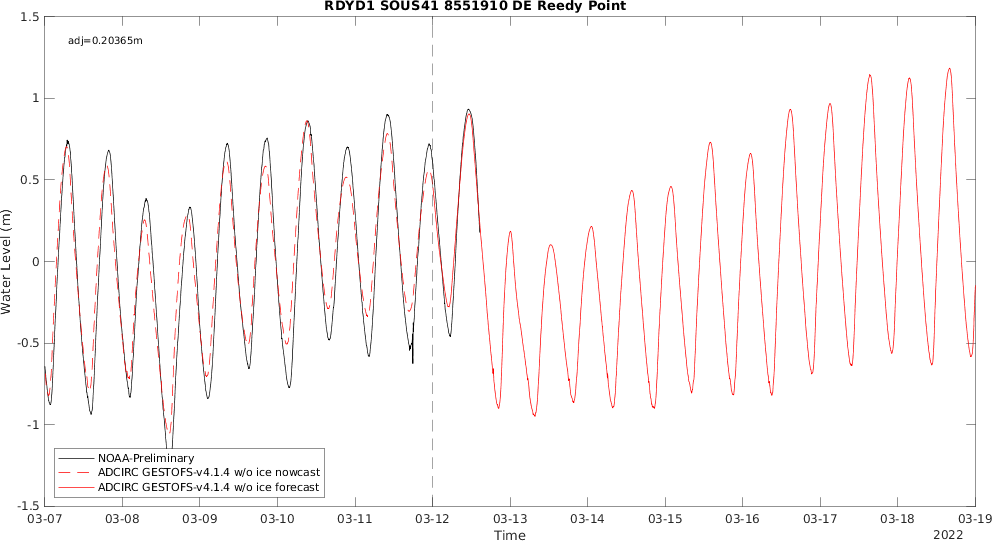 RDYD1 SOUS41 8551910 DE Reedy Point
adj=0.20365m
1.5
1
0.5
0
-0.5
-1
-1.5
Water Level (m)
NOAA-Preliminary
ADCIRC GESTOFS-v4.1.4 w/o ice nowcast
ADCIRC GESTOFS-v4.1.4 w/o ice forecast
03-07 03-08 03-09 03-10 03-11 03-12 03-13 03-14 03-15 03-16 03-17 03-18 03-19
Time
2022